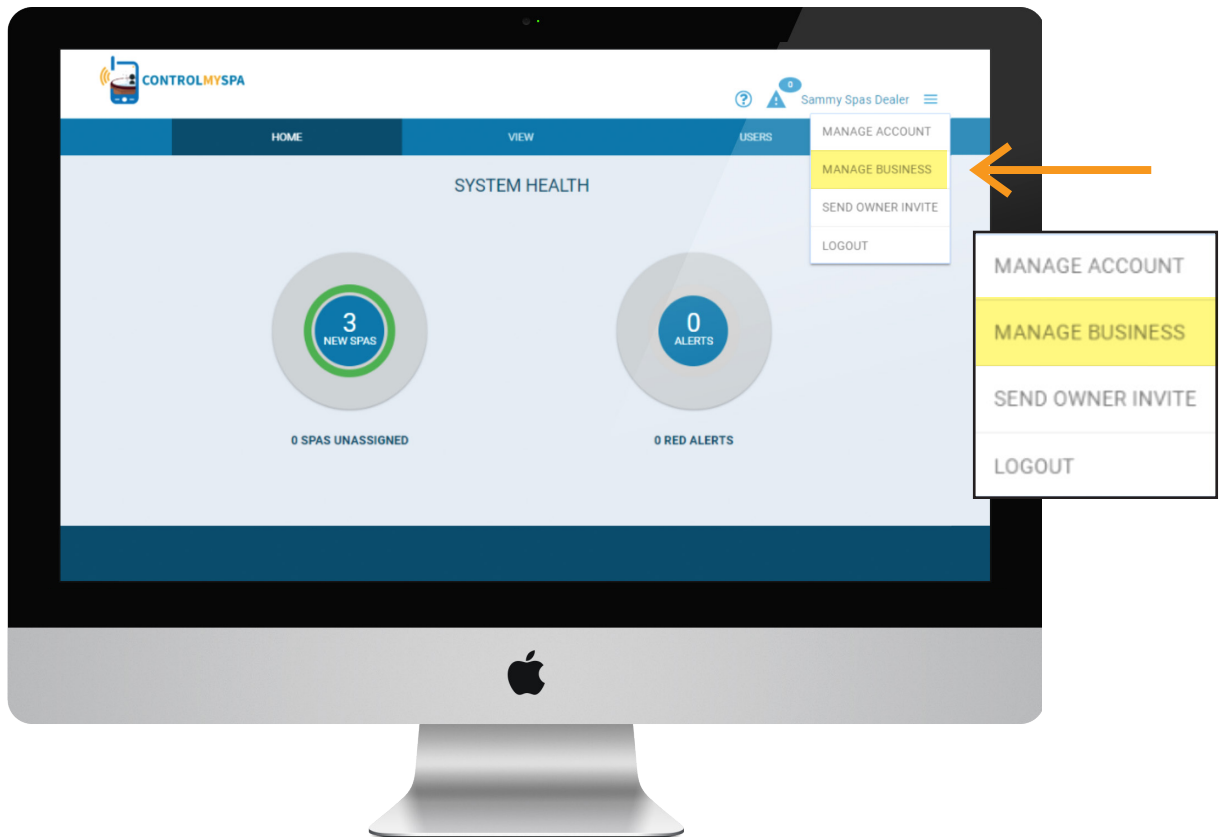 CONTROLMYSPA
0
Sammy Spas Dealer
HOME
VIEW
USERS
MANAGE ACCOUNT
MANAGE BUSINESS
SEND OWNER INVITE
LOGOUT
SYSTEM HEALTH
3
NEW SPAS
0
ALERTS
0 SPAS UNASSIGNED
0 RED ALERTS
MANAGE ACCOUNT
MANAGE BUSINESS
SEND OWNER INVITE
LOGOUT